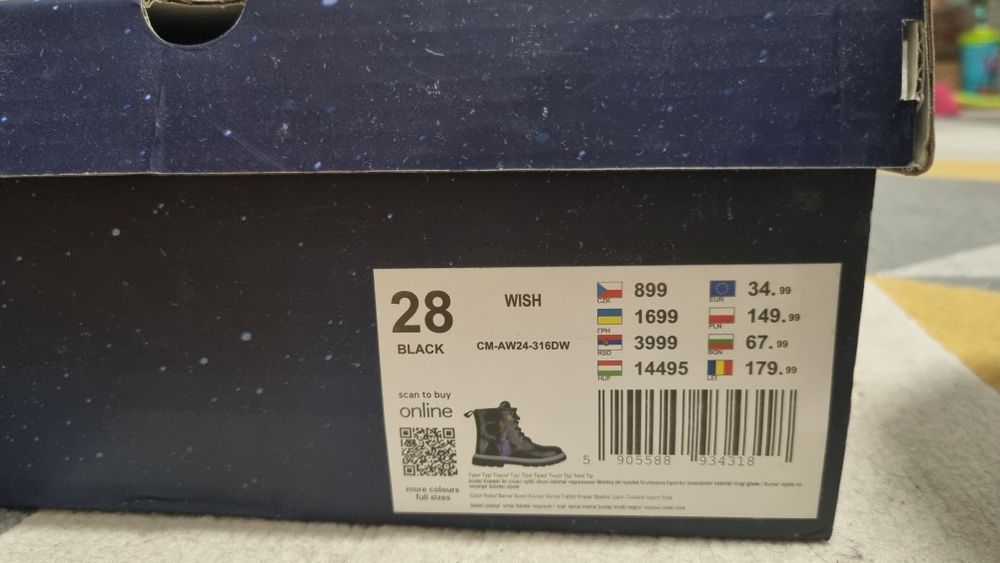 28
BLACK
WISH
CM-AW24-316DW
CZK 899
EUR 34.99
ГРН 1699
PLN 149.99
RSD 3999
BGN 67.99
HUF 14495
LEI 179.99
scan to buy
online
more colours
full sizes
5 905588 934318